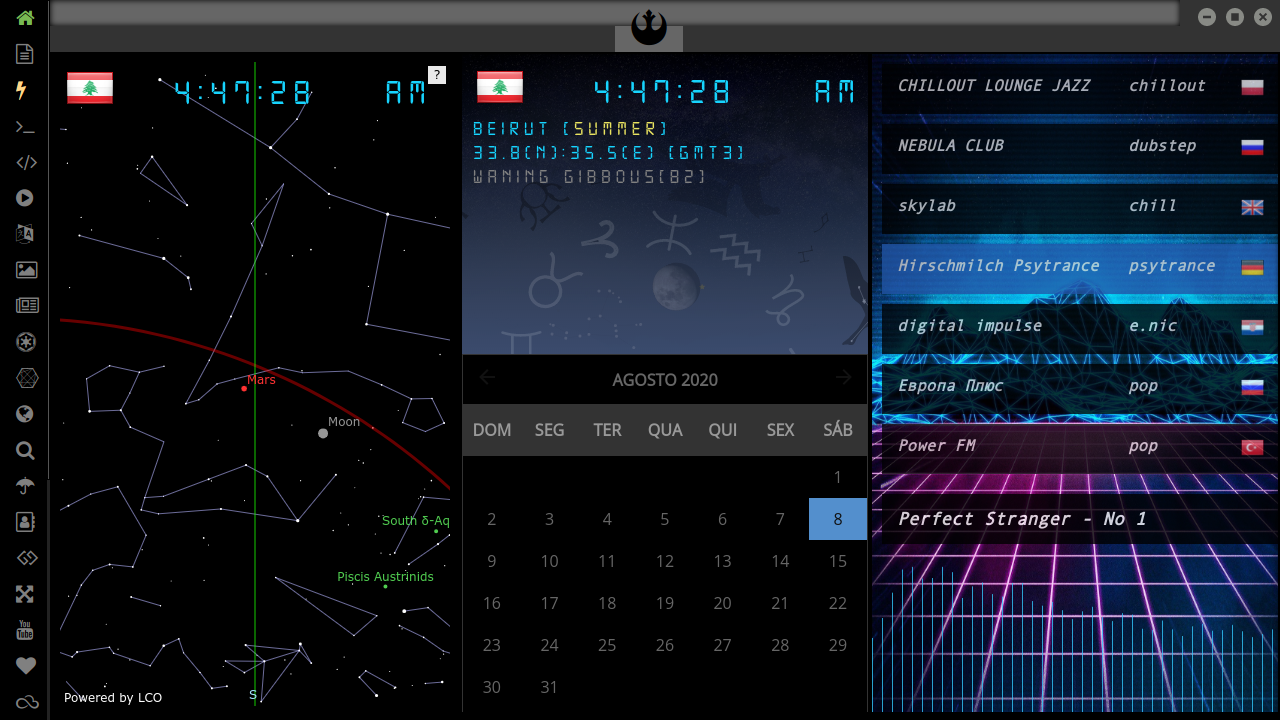 4:47:28 AM
?
Mars
Moon
South δ-Aq
Piscis Austrinids
S
Powered by LCO
4:47:28 AM
BEIRUT (SUMMER)
33.8(N):35.5(E) (GMT3)
WANING GIBBOUS(82)
AGOSTO 2020
DOM SEG TER QUA QUI SEX SÁB
1
2 3 4 5 6 7 8
9 10 11 12 13 14 15
16 17 18 19 20 21 22
23 24 25 26 27 28 29
30 31
CHILLOUT LOUNGE JAZZ chillout
NEBULA CLUB dubstep
skylab chill
Hirschmilch Psytrance psytrance
digital impulse e.nic
Европа Плюс pop
Power FM pop
Perfect Stranger - No 1
You
Tube